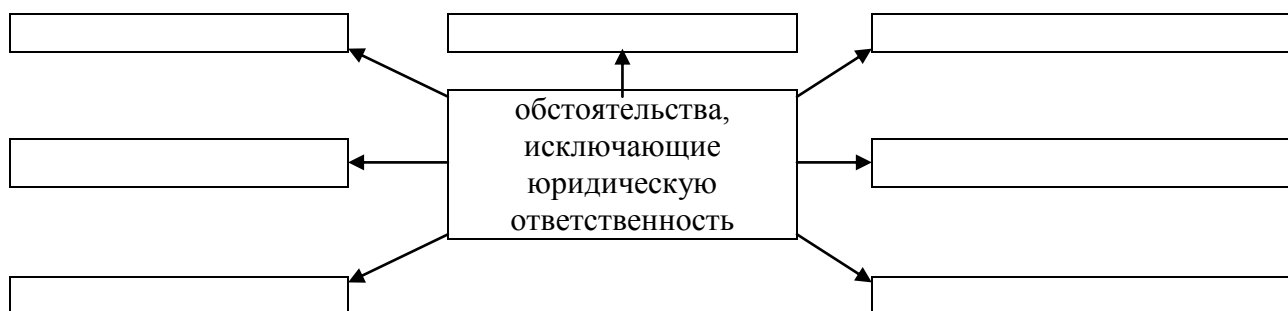 обстоятельства,
исключающие
юридическую
ответственность